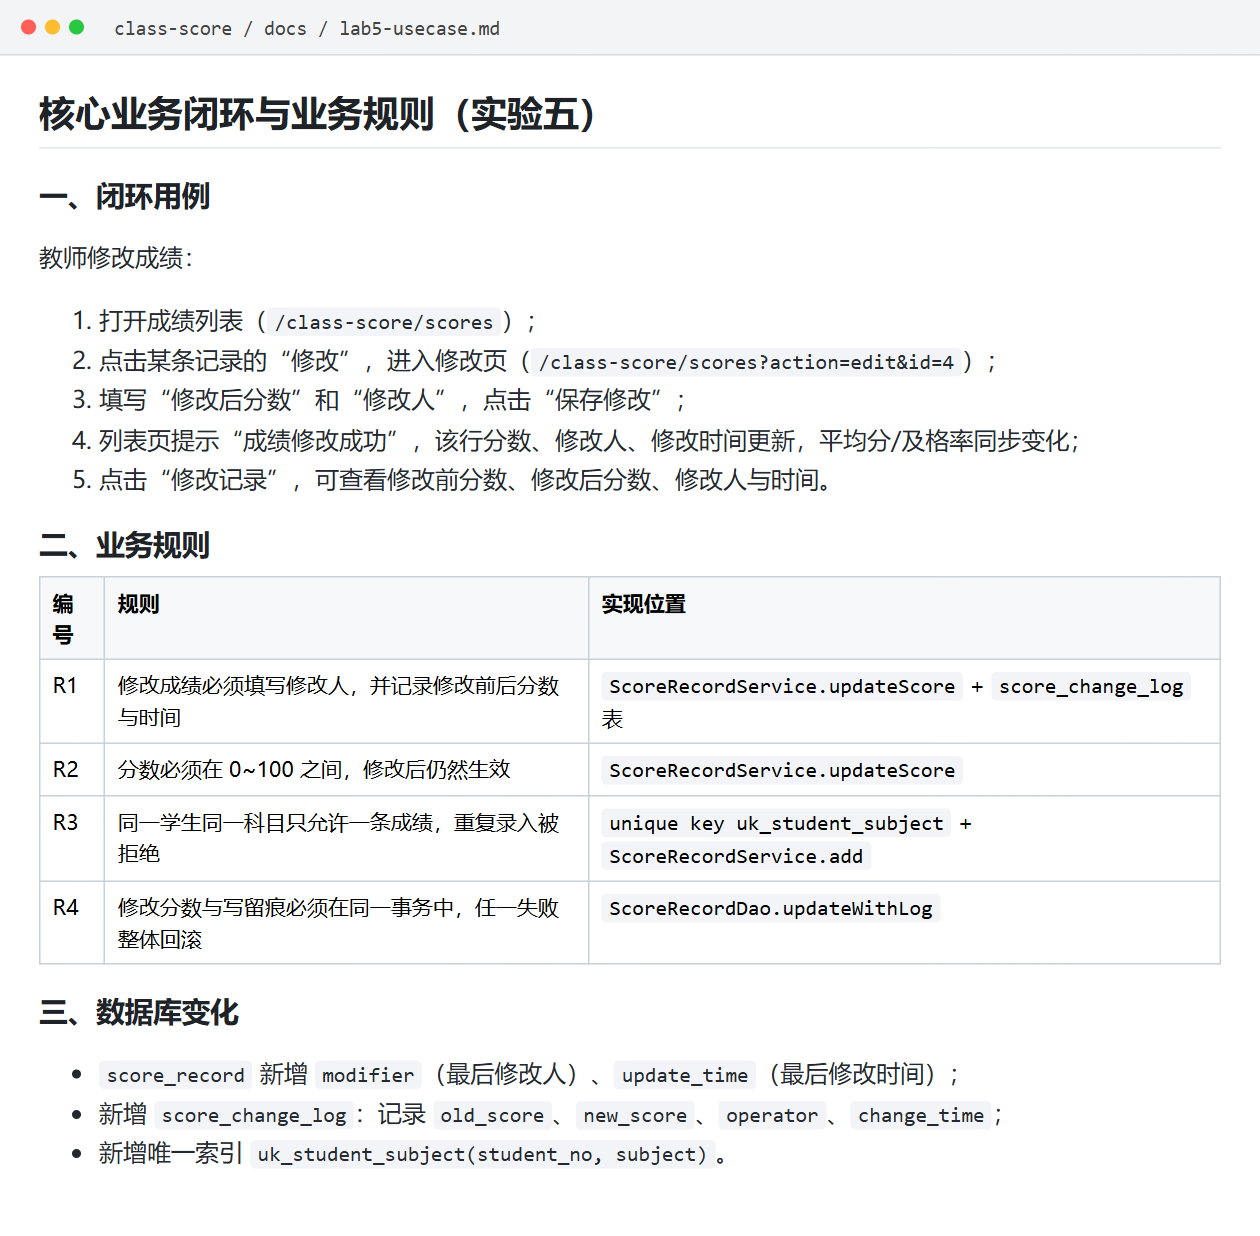 class-score / docs / lab5-usecase.md
核心业务闭环与业务规则（实验五）
一、闭环用例
教师修改成绩：
1. 打开成绩列表（/class-score/scores）；
2. 点击某条记录的“修改”，进入修改页（/class-score/scores?action=edit&id=4）；
3. 填写“修改后分数”和“修改人”，点击“保存修改”；
4. 列表页提示“成绩修改成功”，该行分数、修改人、修改时间更新，平均分/及格率同步变化；
5. 点击“修改记录”，可查看修改前分数、修改后分数、修改人与时间。
二、业务规则
编号 规则 实现位置
R1 修改成绩必须填写修改人，并记录修改前后分数与时间 ScoreRecordService.updateScore + score_change_log 表
R2 分数必须在 0~100 之间，修改后仍然生效 ScoreRecordService.updateScore
R3 同一学生同一科目只允许一条成绩，重复录入被拒绝 unique key uk_student_subject + ScoreRecordService.add
R4 修改分数与写留痕必须在同一事务中，任一失败整体回滚 ScoreRecordDao.updateWithLog
三、数据库变化
• score_record 新增 modifier（最后修改人）、update_time（最后修改时间）；
• 新增 score_change_log：记录 old_score、new_score、operator、change_time；
• 新增唯一索引 uk_student_subject(student_no, subject)。